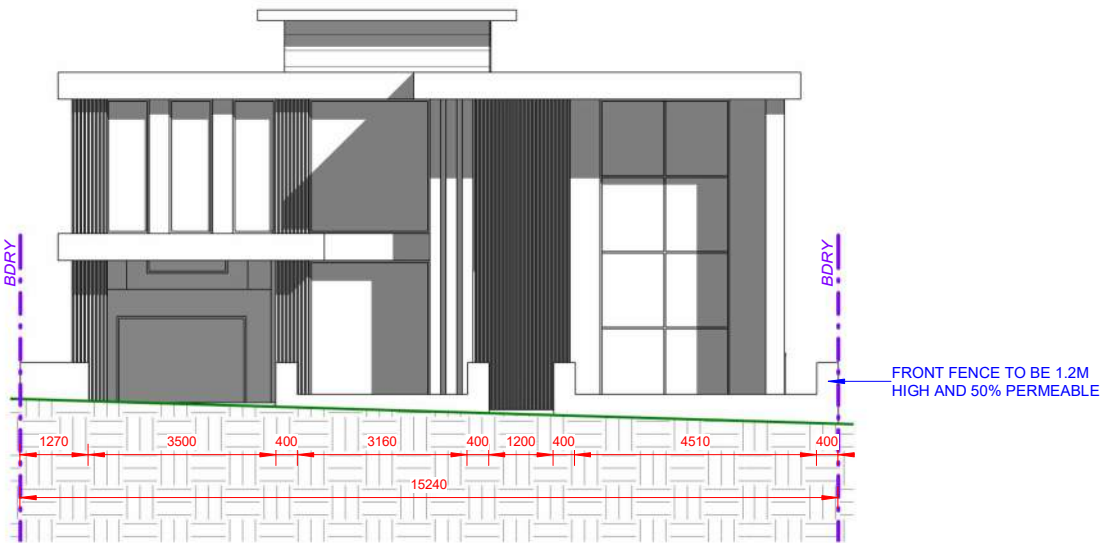 BDRY
BDRY
FRONT FENCE TO BE 1.2M
HIGH AND 50% PERMEABLE
1270 3500 400 3160 400 1200 400 4510 400
15240